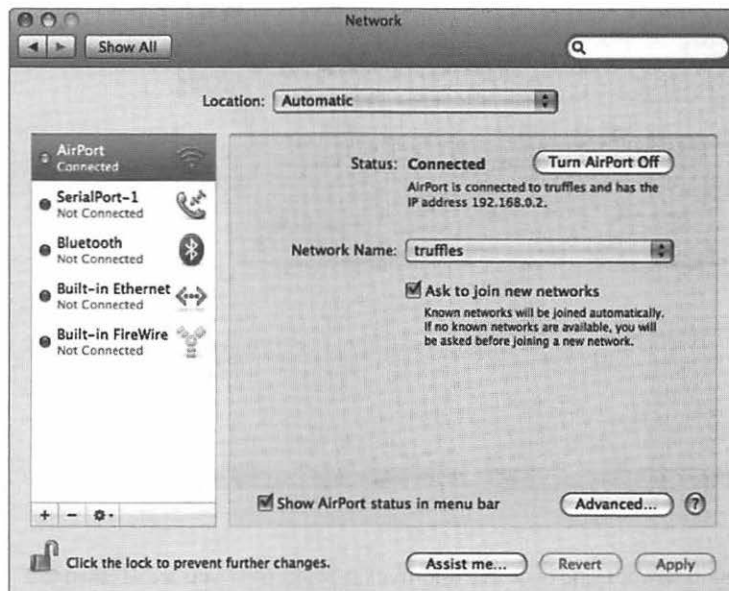 Network
Show All
Location: Automatic
AirPort
Connected
SerialPort-1
Not Connected
Bluetooth
Not Connected
Built-in Ethernet
Not Connected
Built-in FireWire
Not Connected
Status: Connected
Turn AirPort Off
AirPort is connected to truffles and has the
IP address 192.168.0.2.
Network Name: truffles
Ask to join new networks
Known networks will be joined automatically.
If no known networks are available, you will
be asked before joining a new network.
+ −
Show AirPort status in menu bar
Advanced... ?
Click the lock to prevent further changes.
Assist me... Revert Apply